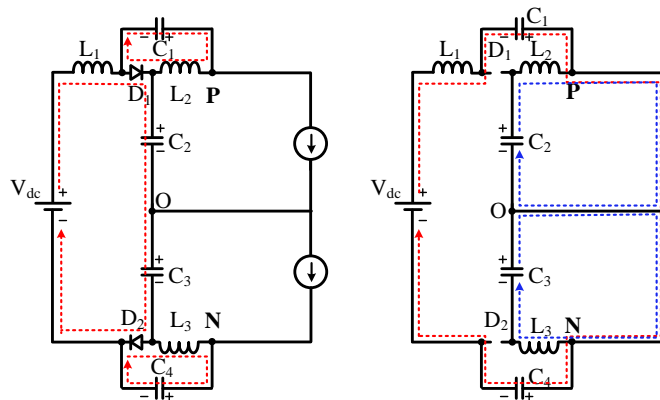 L1 − + C1
D1 L2 P
+ − C2
Vdc + −
O
+ − C3
D2 L3 N
C4
− +
C1
− +
L1 D1 L2
P
+ − C2
Vdc + −
O
+ − C3
D2 L3 N
− + C4